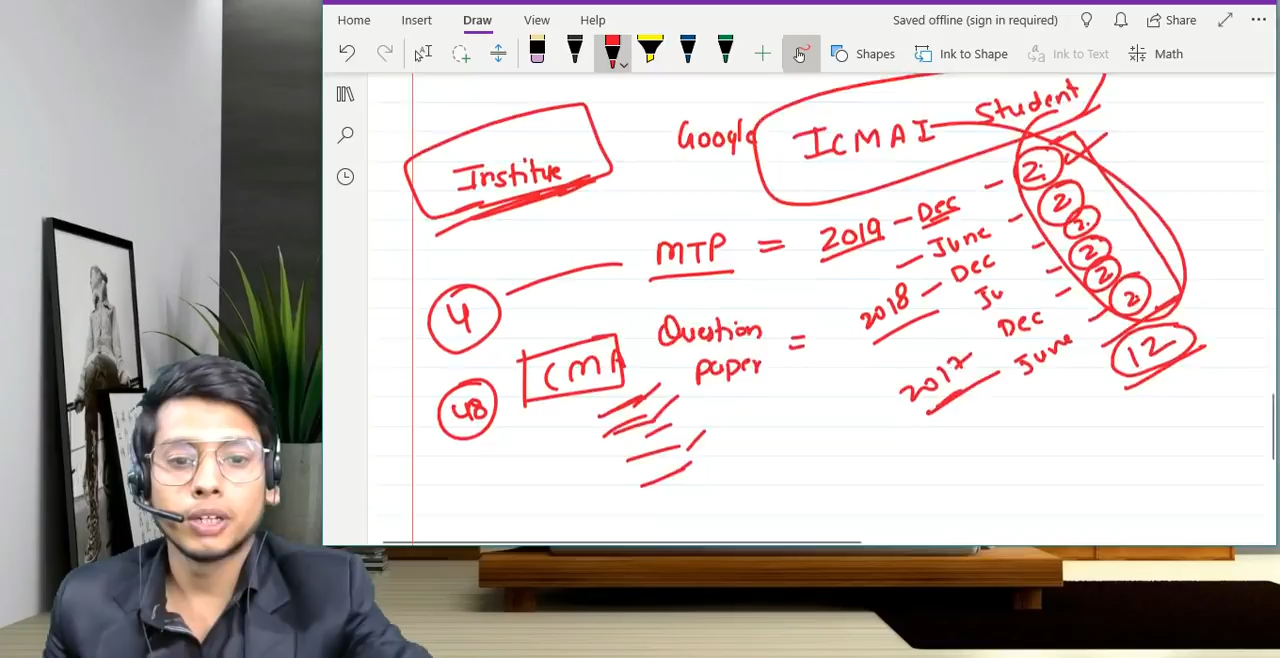 Home Insert Draw View Help Saved offline (sign in required) Share
Shapes Ink to Shape Ink to Text Math
Student
Google ICMAI
Institue
2.
2
2.
2
2
2
MTP = 2019 - Dec -
- June -
2018 - Dec -
Ju -
Dec -
2017 - June -
12
4
Question
paper =
CMA
48